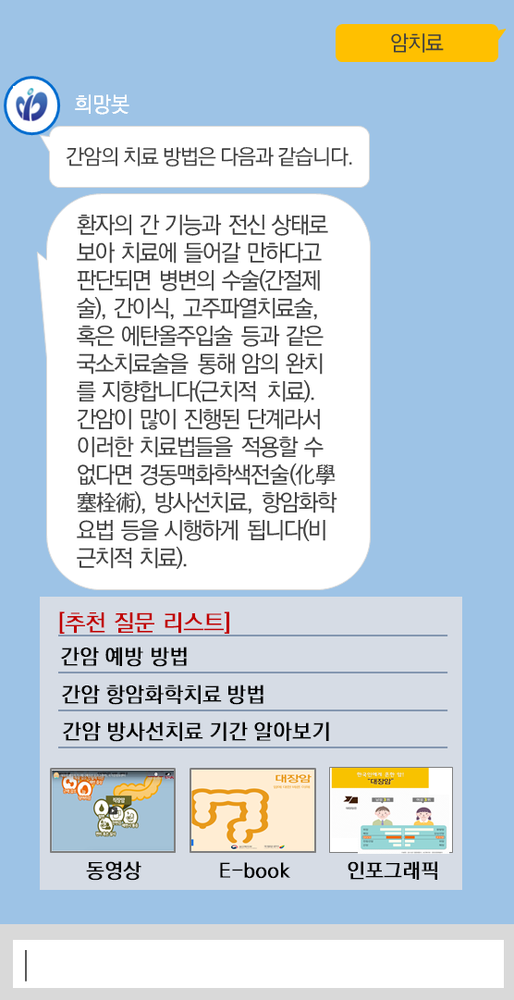 암치료
희망봇
간암의 치료 방법은 다음과 같습니다.
환자의 간 기능과 전신 상태로
보아 치료에 들어갈 만하다고
판단되면 병변의 수술(간절제
술), 간이식, 고주파열치료술,
혹은 에탄올주입술 등과 같은
국소치료술을 통해 암의 완치
를 지향합니다(근치적 치료).
간암이 많이 진행된 단계라서
이러한 치료법들을 적용할 수
없다면 경동맥화학색전술(化學
塞栓術), 방사선치료, 항암화학
요법 등을 시행하게 됩니다(비
근치적 치료).
[추천 질문 리스트]
간암 예방 방법
간암 항암화학치료 방법
간암 방사선치료 기간 알아보기
직장암
대장암
"대장암"
동영상
E-book
인포그래픽